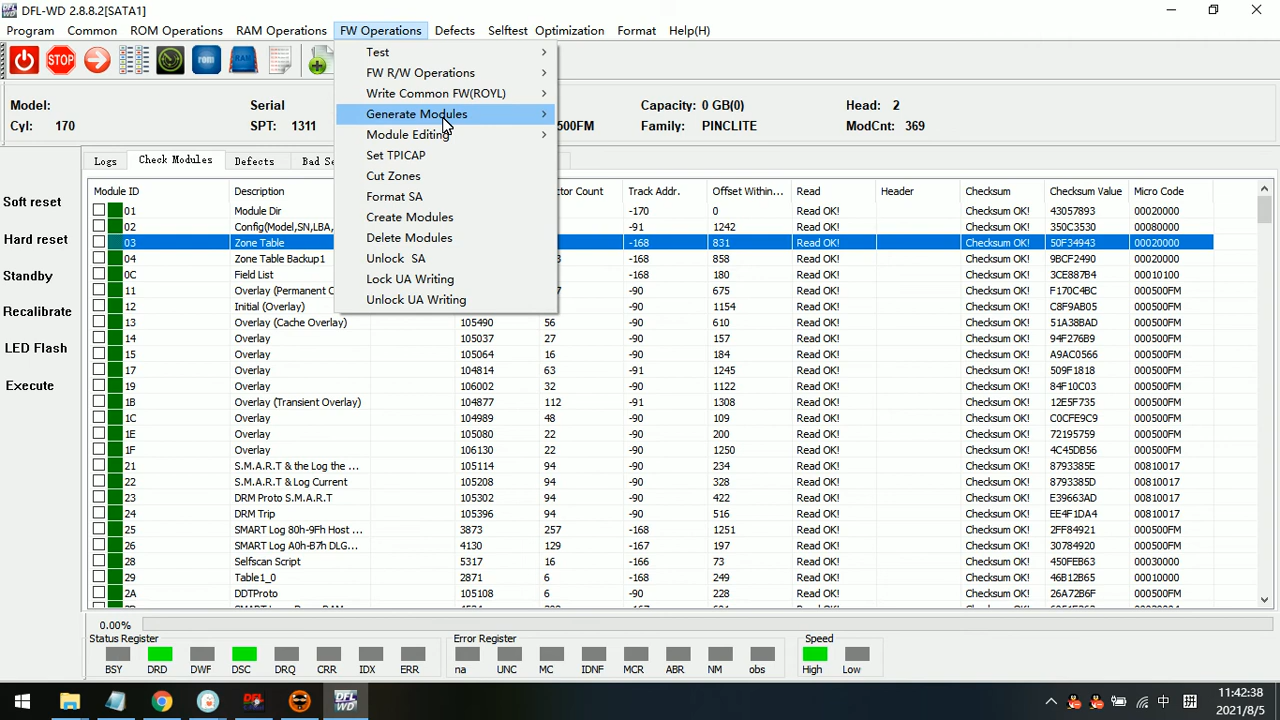 DFL-WD 2.8.8.2[SATA1]
Program Common ROM Operations RAM Operations FW Operations Defects Selftest Optimization Format Help(H)
STOP rom
Test
FW R/W Operations
Write Common FW(ROYL)
Generate Modules
Module Editing
Set TPICAP
Cut Zones
Format SA
Create Modules
Delete Modules
Unlock SA
Lock UA Writing
Unlock UA Writing
Model: Serial Capacity: 0 GB(0) Head: 2
Cyl: 170 SPT: 1311 500FM Family: PINCLITE ModCnt: 369
Logs Check Modules Defects Bad Se
Soft reset
Hard reset
Standby
Recalibrate
LED Flash
Execute
Module ID Description ctor Count Track Addr. Offset Within... Read Header Checksum Checksum Value Micro Code
01 Module Dir -170 0 Read OK! Checksum OK! 43057893 00020000
02 Config(Model,SN,LBA, -91 1242 Read OK! Checksum OK! 350C3530 00080000
03 Zone Table -168 831 Read OK! Checksum OK! 50F34943 00020000
04 Zone Table Backup1 -168 858 Read OK! Checksum OK! 9BCF2490 00020000
0C Field List -168 180 Read OK! Checksum OK! 3CE887B4 00010100
11 Overlay (Permanent C 7 -90 675 Read OK! Checksum OK! F170C4BC 000500FM
12 Initial (Overlay) -90 1154 Read OK! Checksum OK! C8F9AB05 000500FM
13 Overlay (Cache Overlay) 105490 56 -90 610 Read OK! Checksum OK! 51A38BAD 000500FM
14 Overlay 105037 27 -90 157 Read OK! Checksum OK! 94F276B9 000500FM
15 Overlay 105064 16 -90 184 Read OK! Checksum OK! A9AC0566 000500FM
17 Overlay 104814 63 -91 1245 Read OK! Checksum OK! 509F1818 000500FM
19 Overlay 106002 32 -90 1122 Read OK! Checksum OK! 84F10C03 000500FM
1B Overlay (Transient Overlay) 104877 112 -91 1308 Read OK! Checksum OK! 12E5F735 000500FM
1C Overlay 104989 48 -90 109 Read OK! Checksum OK! C0CFE9C9 000500FM
1E Overlay 105080 22 -90 200 Read OK! Checksum OK! 72195759 000500FM
1F Overlay 106130 22 -90 1250 Read OK! Checksum OK! 4C45DB56 000500FM
21 S.M.A.R.T & the Log the ... 105114 94 -90 234 Read OK! Checksum OK! 8793385E 00810017
22 S.M.A.R.T & Log Current 105208 94 -90 328 Read OK! Checksum OK! 8793385D 00810017
23 DRM Proto S.M.A.R.T 105302 94 -90 422 Read OK! Checksum OK! E39663AD 00810017
24 DRM Trip 105396 94 -90 516 Read OK! Checksum OK! EE4F1DA4 00810017
25 SMART Log 80h-9Fh Host ... 3873 257 -168 1251 Read OK! Checksum OK! 2FF84921 000500FM
26 SMART Log A0h-B7h DLG... 4130 129 -167 197 Read OK! Checksum OK! 30784920 000500FM
28 Selfscan Script 5317 16 -166 73 Read OK! Checksum OK! 450FEB63 00030000
29 Table1_0 2871 6 -168 249 Read OK! Checksum OK! 46B12B65 00010000
2A DDTProto 105108 6 -90 228 Read OK! Checksum OK! 26A72B6F 000500FM
0.00%
Status Register Error Register Speed
BSY DRD DWF DSC DRQ CRR IDX ERR na UNC MC IDNF MCR ABR NM obs High Low
DFL WD
中
拼
11:42:38
2021/8/5